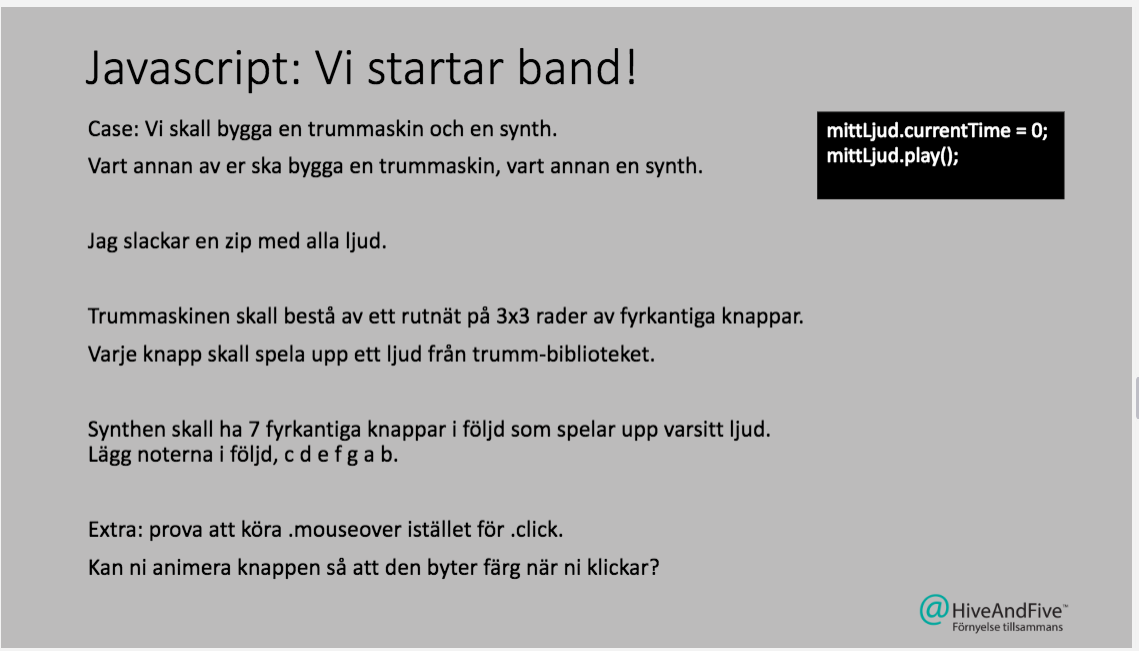 Javascript: Vi startar band!
Case: Vi skall bygga en trummaskin och en synth.
Vart annan av er ska bygga en trummaskin, vart annan en synth.
mittLjud.currentTime = 0;
mittLjud.play();
Jag slackar en zip med alla ljud.
Trummaskinen skall bestå av ett rutnät på 3x3 rader av fyrkantiga knappar.
Varje knapp skall spela upp ett ljud från trumm-biblioteket.
Synthen skall ha 7 fyrkantiga knappar i följd som spelar upp varsitt ljud.
Lägg noterna i följd, c d e f g a b.
Extra: prova att köra .mouseover istället för .click.
Kan ni animera knappen så att den byter färg när ni klickar?
@HiveAndFive™
Förnyelse tillsammans